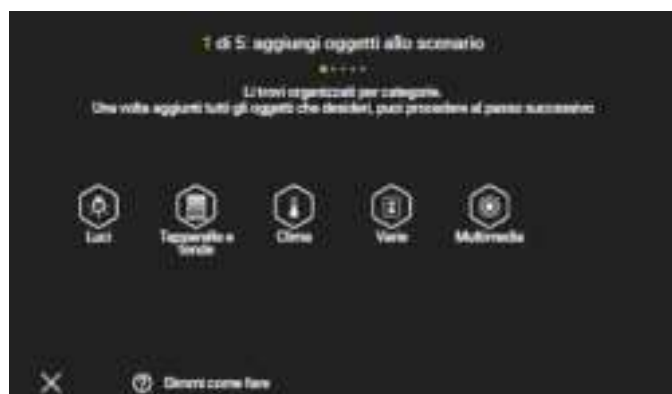 1 di 5: aggiungi oggetti allo scenario
Li trovi organizzati per categorie.
Una volta aggiunti tutti gli oggetti che desideri, puoi procedere al passo successivo
Luci
Tapparelle e
tende
Clima
Varie
Multimedia
Dimmi come fare